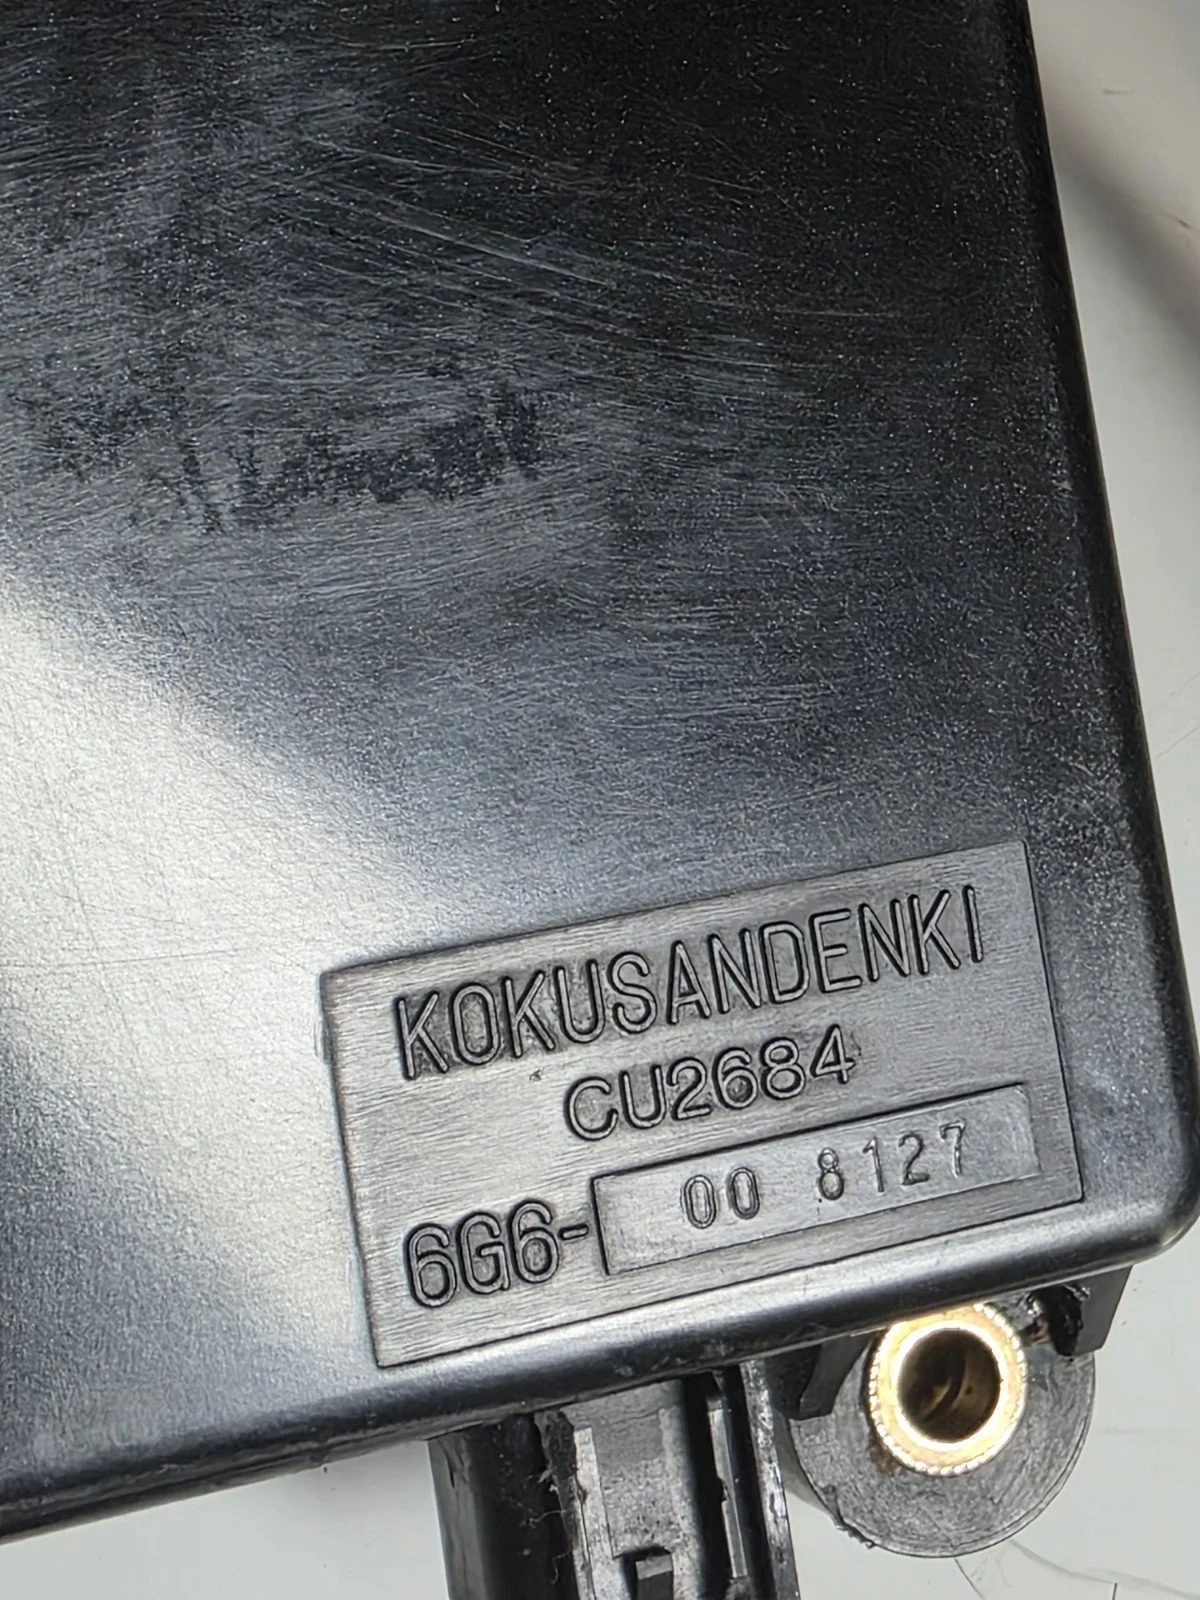 KOKUSANDENKI
CU2684
6G6- 00 8127